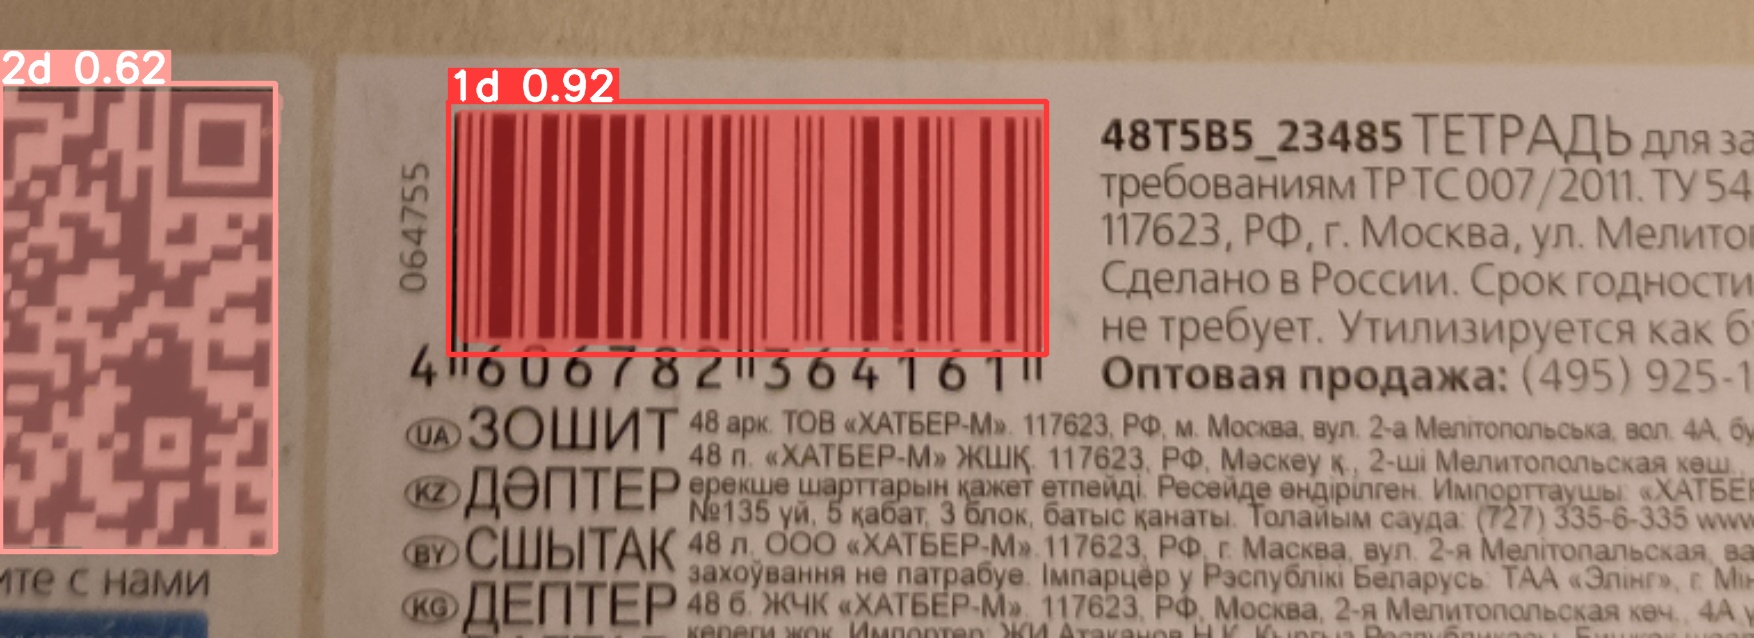 2d 0.62
1d 0.92
064755
4 606782 364161
ите с нами
48Т5В5_23485 ТЕТРАДЬ для
требованиям ТР ТС 007/2011. ТУ 54
117623, РФ, г. Москва, ул.
Сделано в России. Срок годности
не требует. Утилизируется как
Оптовая продажа: (495) 925-1
UA ЗОШИТ 48 арк. ТОВ «ХАТБЕР-М». 117623, РФ, м. Москва, вул. 2-а Мелітопольська, вол. 4А,
KZ ДӘПТЕР 48 п. «ХАТБЕР-М» ЖШҚ. 117623, РФ, Мәскеу қ., 2-ші Мелитопольская көш.,
ерекше шарттарын қажет етпейді. Ресейде өндірілген. Импорттаушы: «ХАТБЕР
№135 үй, 5 қабат, 3 блок, батыс қанаты. Толайым сауда: (727) 335-6-335 www
BY СШЫТАК 48 л. ООО «ХАТБЕР-М». 117623, РФ, г. Масква, вул. 2-я Мелітопальская,
захоўвання не патрабуе. Імпарцёр у Рэспублікі Беларусь: ТАА «Элінг», г.
KG ДЕПТЕР 48 б. ЖЧК «ХАТБЕР-М». 117623, РФ, Москва, 2-я Мелитопольская көч., 4А